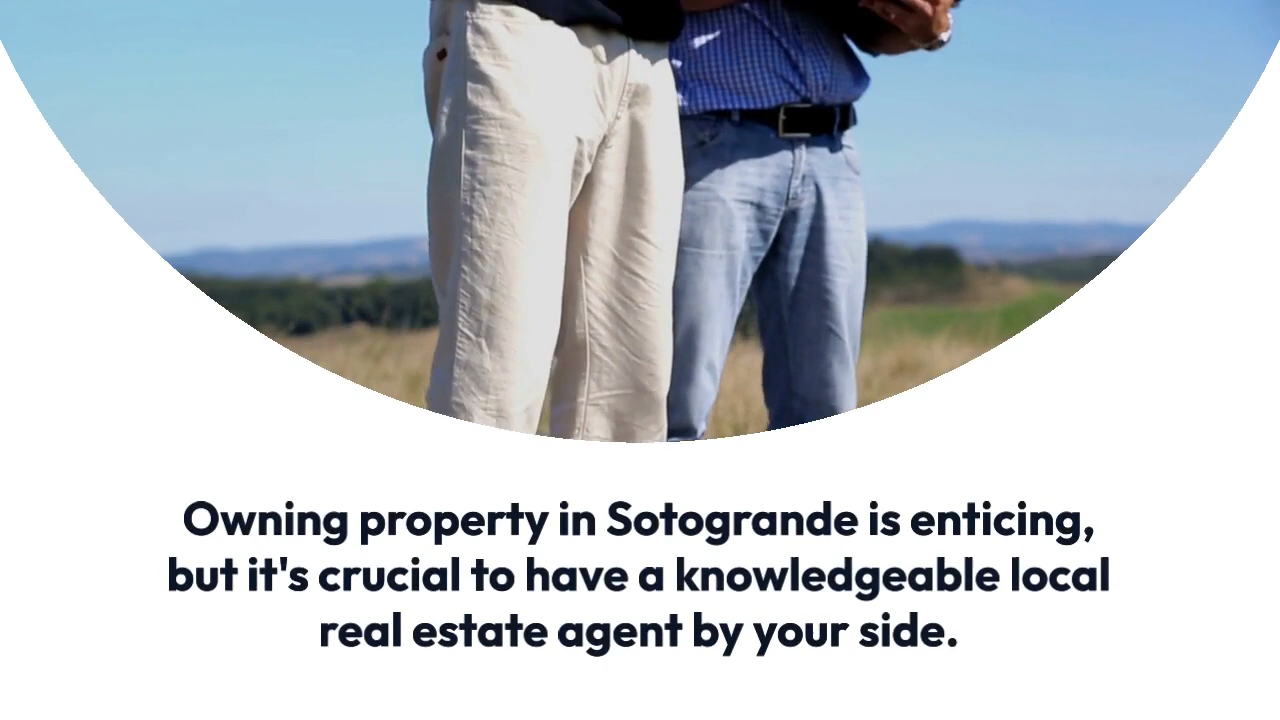 Owning property in Sotogrande is enticing,
but it's crucial to have a knowledgeable local
real estate agent by your side.